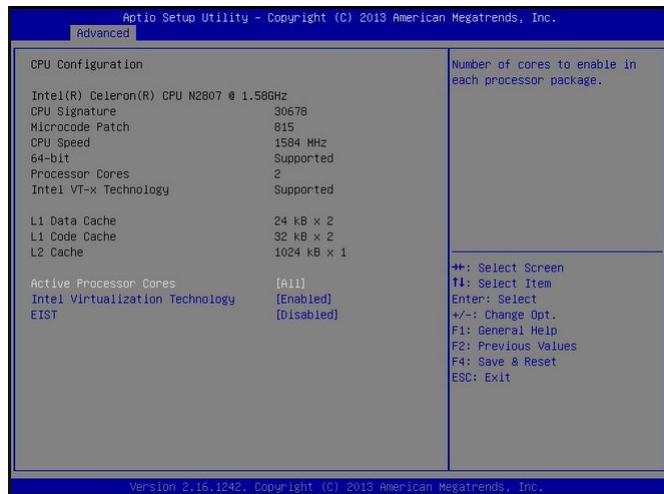 Aptio Setup Utility – Copyright (C) 2013 American Megatrends, Inc.
Advanced
CPU Configuration
Intel(R) Celeron(R) CPU N2807 @ 1.58GHz
CPU Signature 30678
Microcode Patch 815
CPU Speed 1584 MHz
64-bit Supported
Processor Cores 2
Intel VT-x Technology Supported
L1 Data Cache 24 kB x 2
L1 Code Cache 32 kB x 2
L2 Cache 1024 kB x 1
Active Processor Cores [All]
Intel Virtualization Technology [Enabled]
EIST [Disabled]
Number of cores to enable in
each processor package.
→←: Select Screen
↑↓: Select Item
Enter: Select
+/-: Change Opt.
F1: General Help
F2: Previous Values
F4: Save & Reset
ESC: Exit
Version 2.16.1242. Copyright (C) 2013 American Megatrends, Inc.